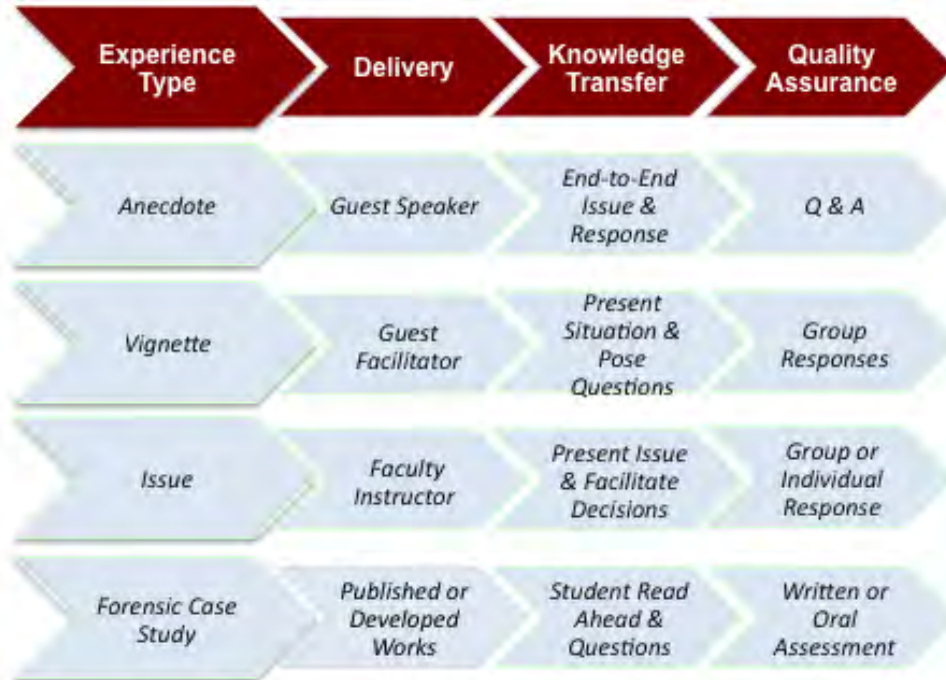 Experience
Type
Delivery
Knowledge
Transfer
Quality
Assurance
Anecdote
Guest Speaker
End-to-End
Issue &
Response
Q & A
Vignette
Guest
Facilitator
Present
Situation &
Pose
Questions
Group
Responses
Issue
Faculty
Instructor
Present Issue
& Facilitate
Decisions
Group or
Individual
Response
Forensic Case
Study
Published or
Developed
Works
Student Read
Ahead &
Questions
Written or
Oral
Assessment